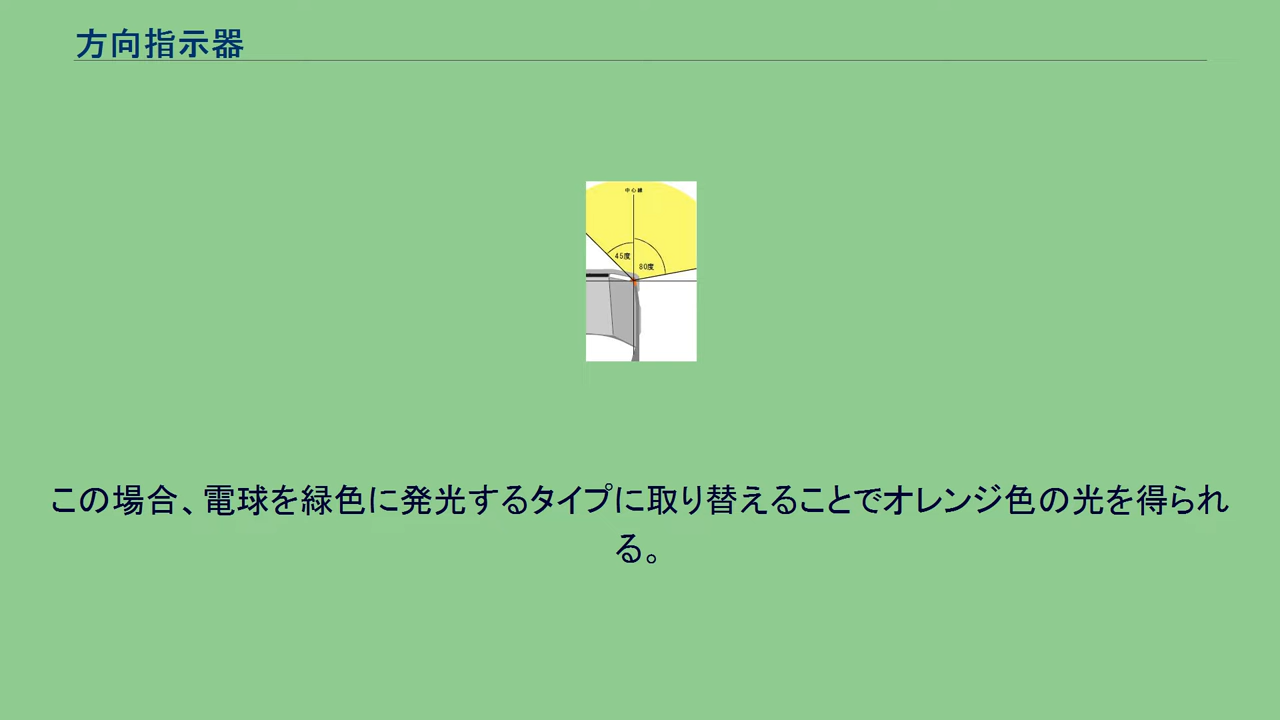 方向指示器
中心線
45度
80度
この場合、電球を緑色に発光するタイプに取り替えることでオレンジ色の光を得られ
る。